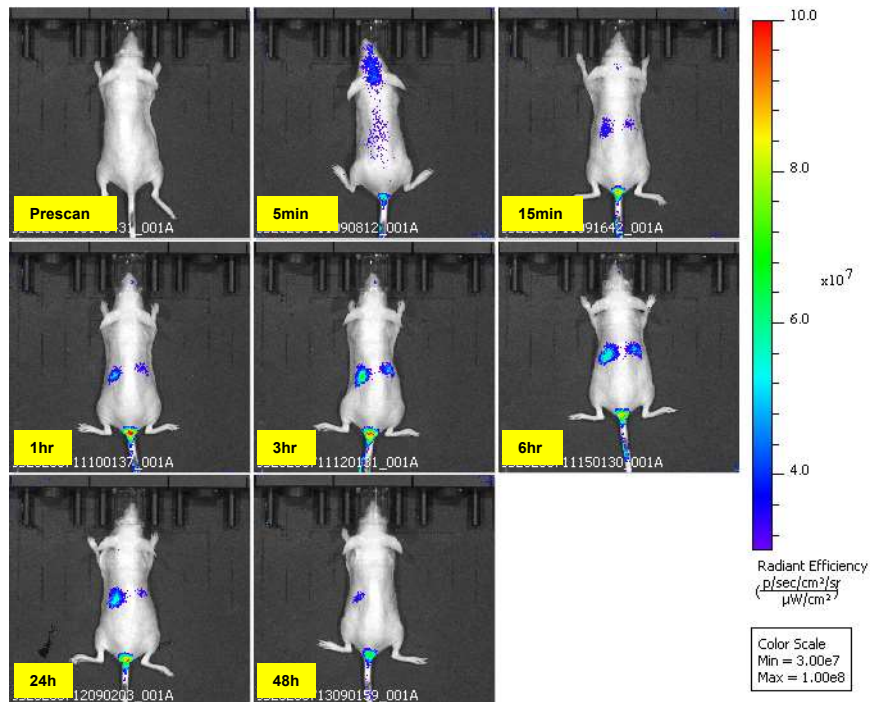 Prescan
5min
15min
1hr
3hr
6hr
24h
48h
10.0
8.0
6.0
4.0
x10⁷
Radiant Efficiency
(p/sec/cm²/sr
μW/cm²)
Color Scale
Min = 3.00e7
Max = 1.00e8